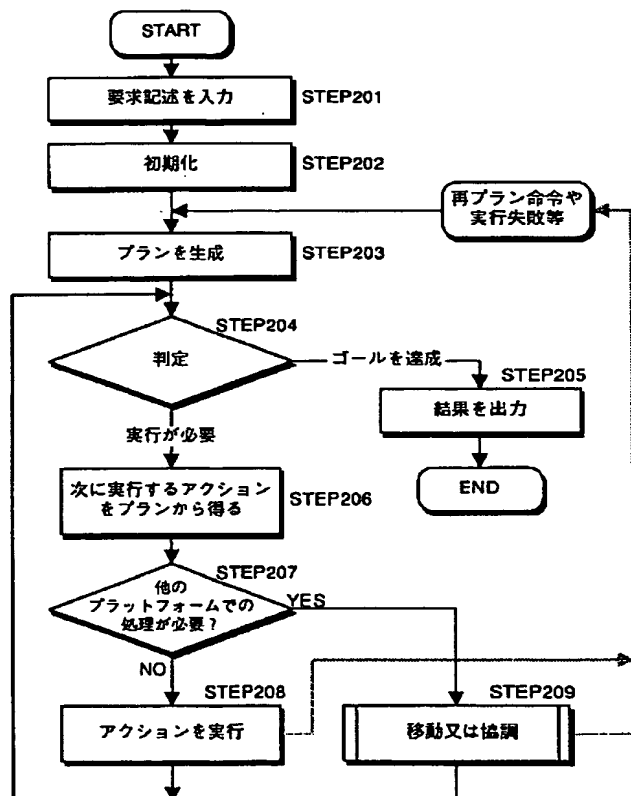 START
要求記述を入力
STEP201
初期化
STEP202
再プラン命令や
実行失敗等
プランを生成
STEP203
STEP204
判定
ゴールを達成
STEP205
結果を出力
実行が必要
END
次に実行するアクション
をプランから得る
STEP206
STEP207
他の
プラットフォームでの
処理が必要?
YES
NO
STEP208
アクションを実行
STEP209
移動又は協調